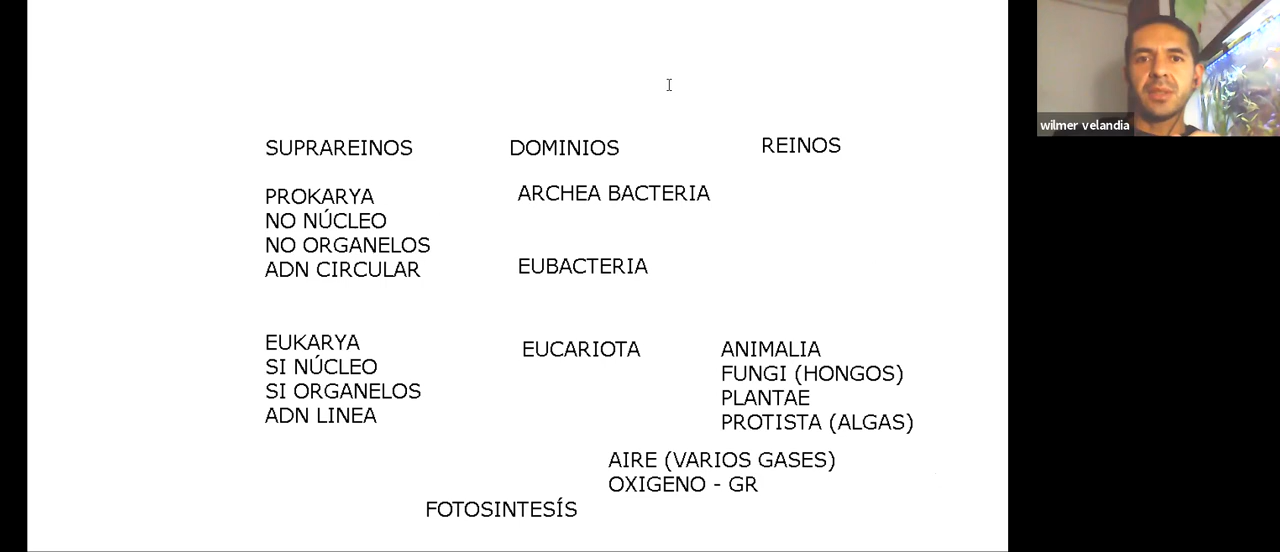 SUPRAREINOS DOMINIOS REINOS
PROKARYA ARCHEA BACTERIA
NO NÚCLEO
NO ORGANELOS
ADN CIRCULAR EUBACTERIA
EUKARYA EUCARIOTA ANIMALIA
SI NÚCLEO FUNGI (HONGOS)
SI ORGANELOS PLANTAE
ADN LINEA PROTISTA (ALGAS)
AIRE (VARIOS GASES)
OXIGENO - GR
FOTOSINTESÍS
wilmer velandia